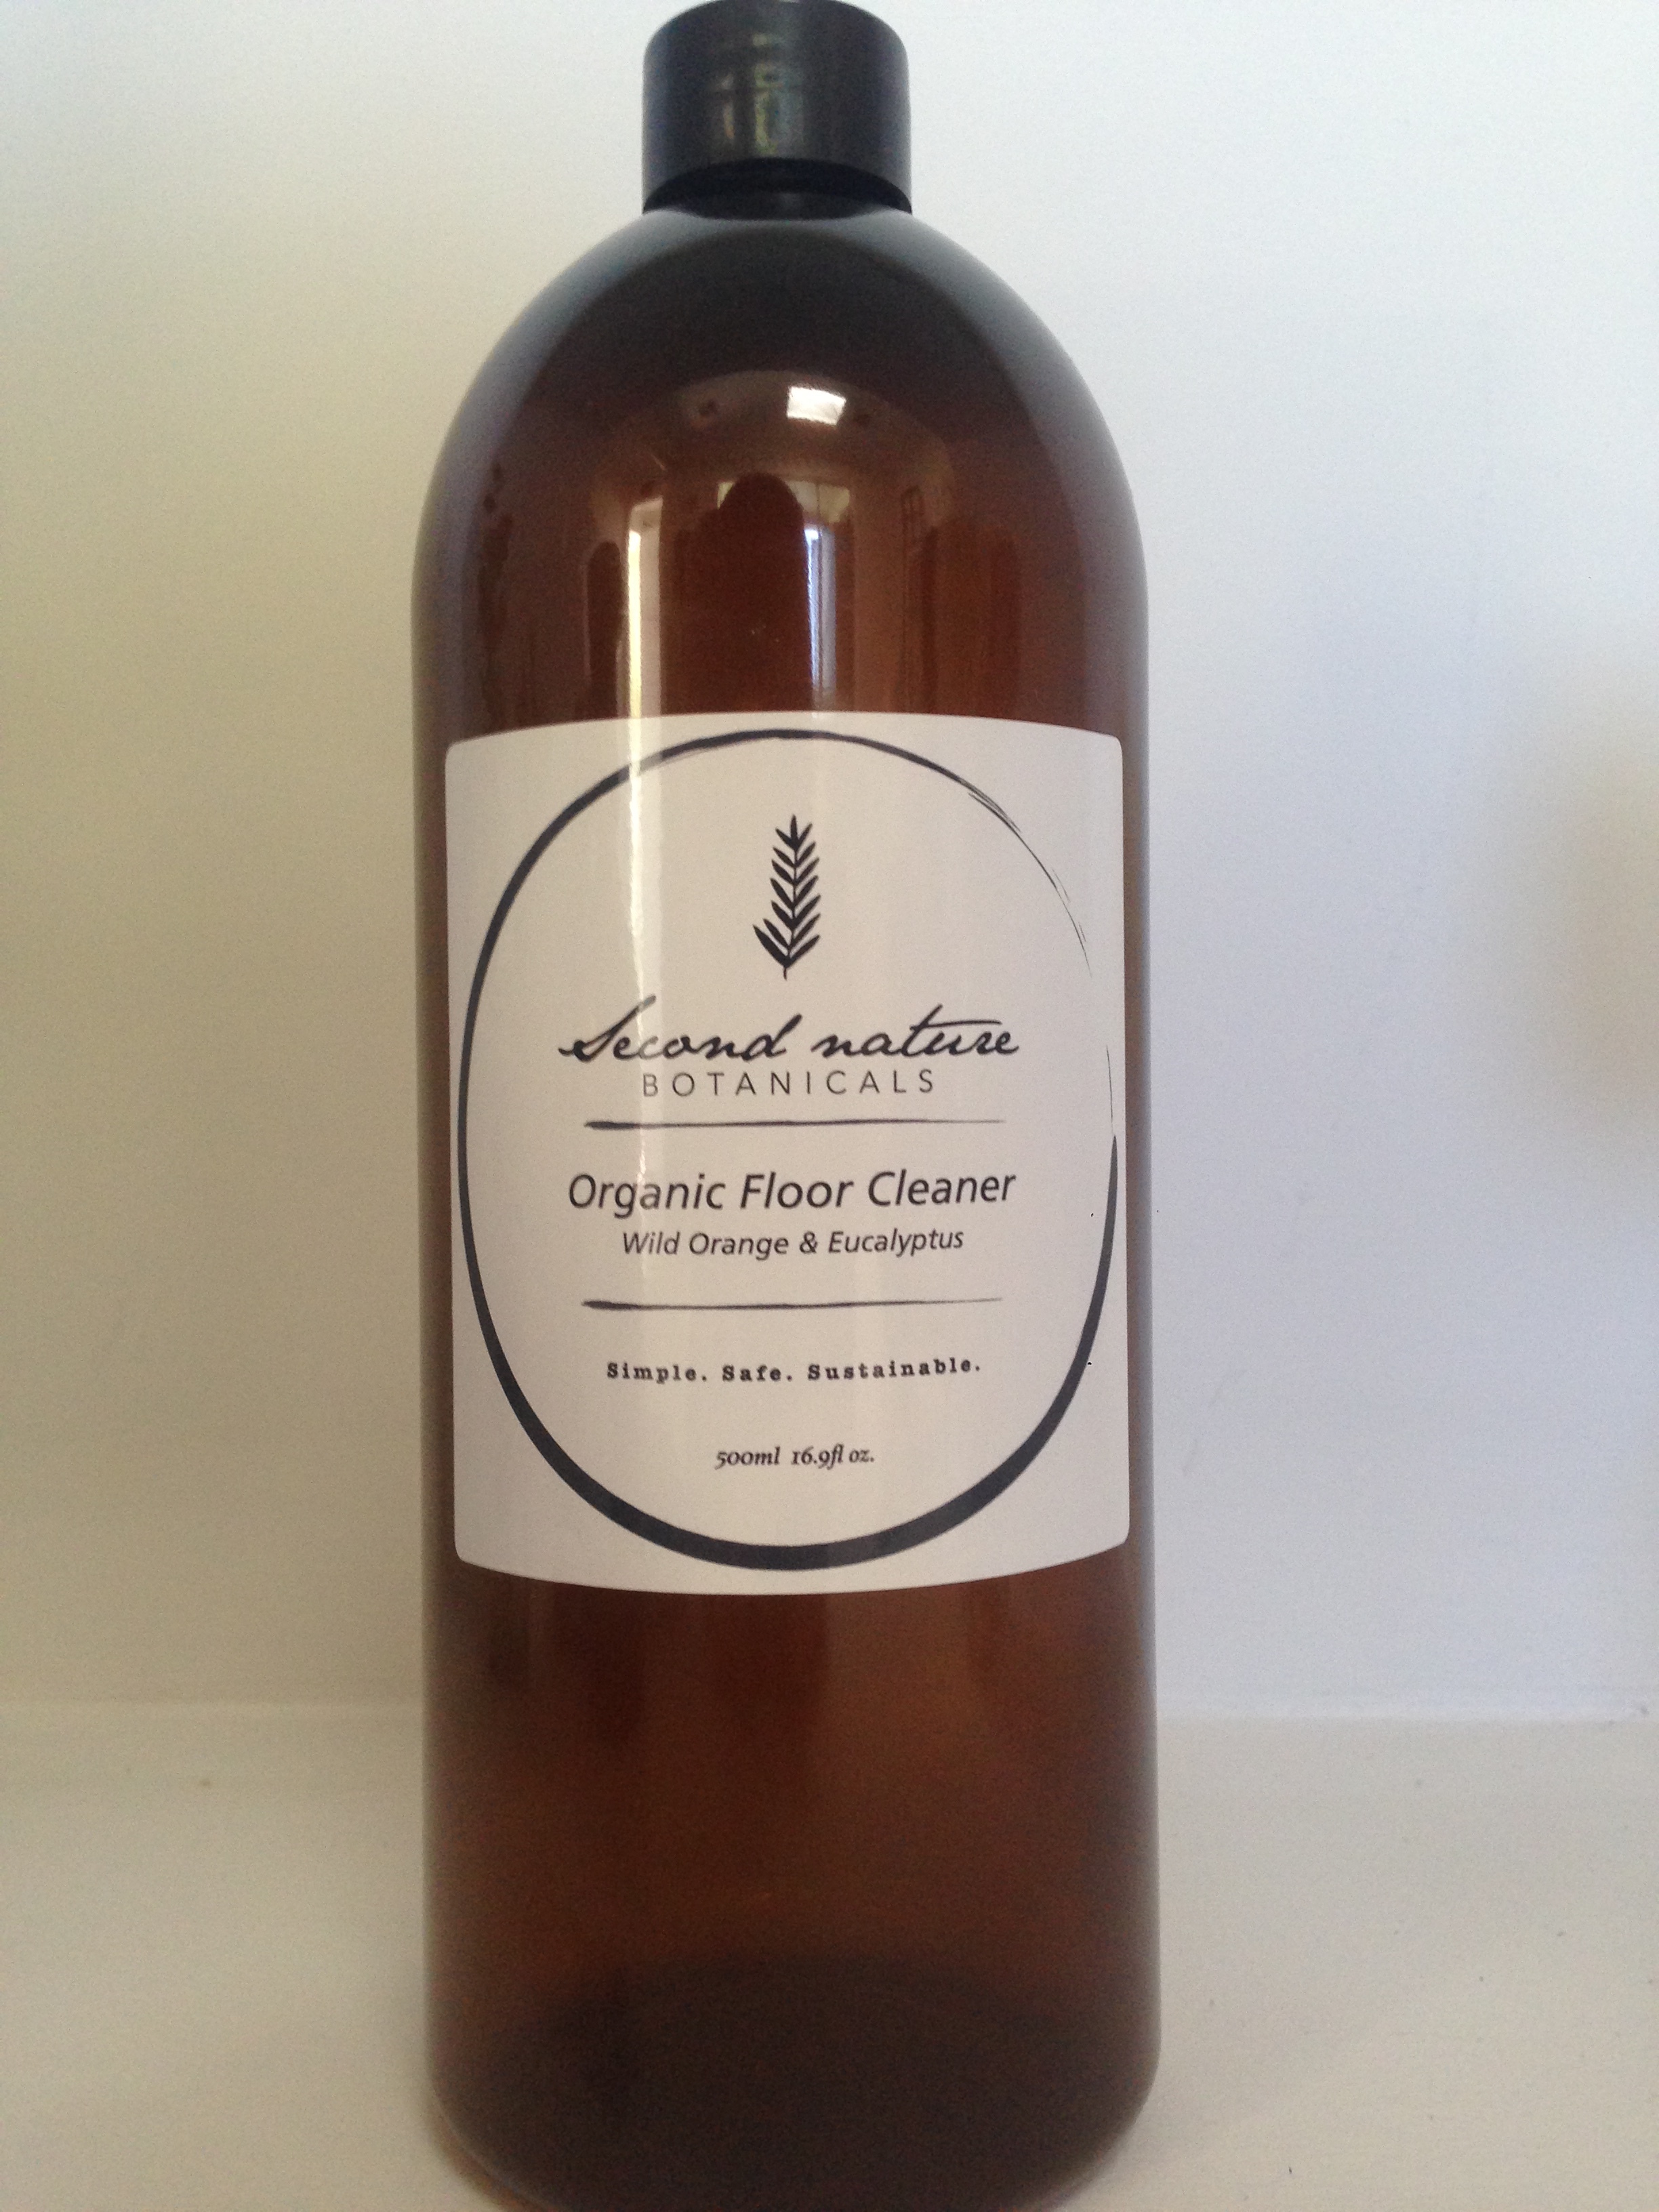 Second nature
BOTANICALS
Organic Floor Cleaner
Wild Orange & Eucalyptus
Simple. Safe. Sustainable.
500ml 16.9fl oz.